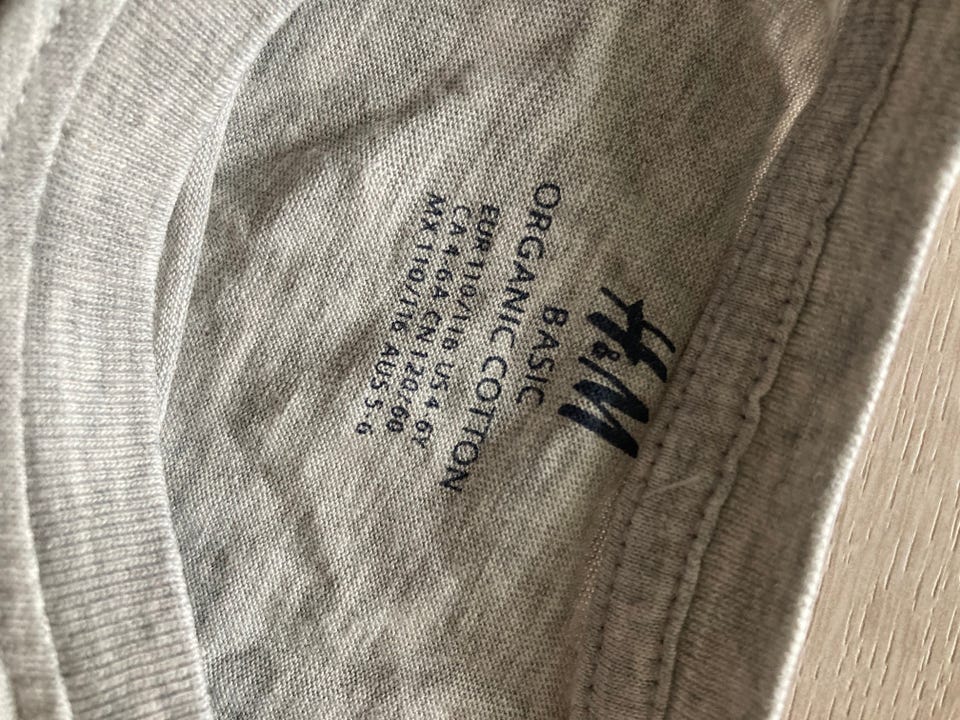 H&M
BASIC
ORGANIC COTTON
EUR 110/116 US 4-6Y
CA 4-6A CN 120/60
MX 110/116 AUS 5-6